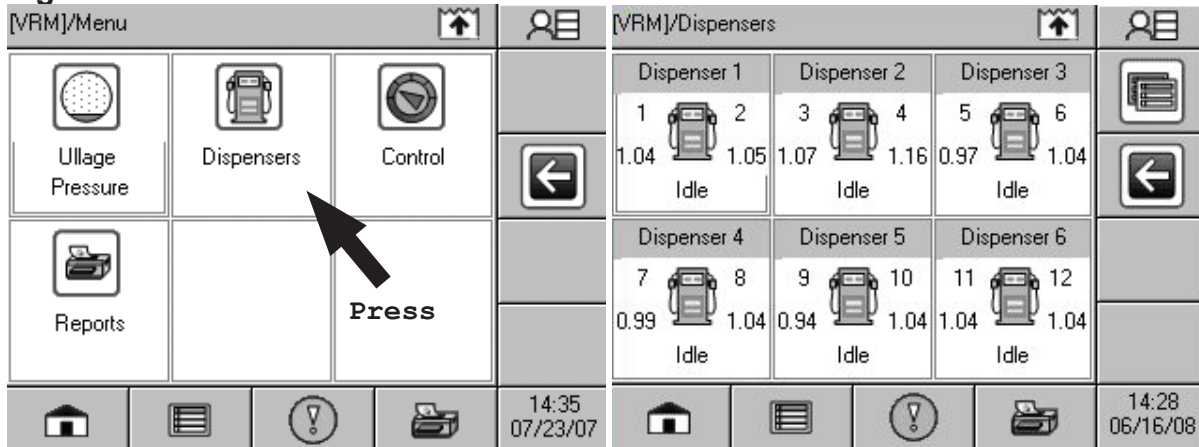 [VRM]/Menu
Ullage
Pressure
Dispensers
Control
Reports
Press
14:35
07/23/07
[VRM]/Dispensers
Dispenser 1
Dispenser 2
Dispenser 3
1 2 3 4 5 6
1.04 1.05 1.07 1.16 0.97 1.04
Idle Idle Idle
Dispenser 4
Dispenser 5
Dispenser 6
7 8 9 10 11 12
0.99 1.04 0.94 1.04 1.04 1.04
Idle Idle Idle
14:28
06/16/08